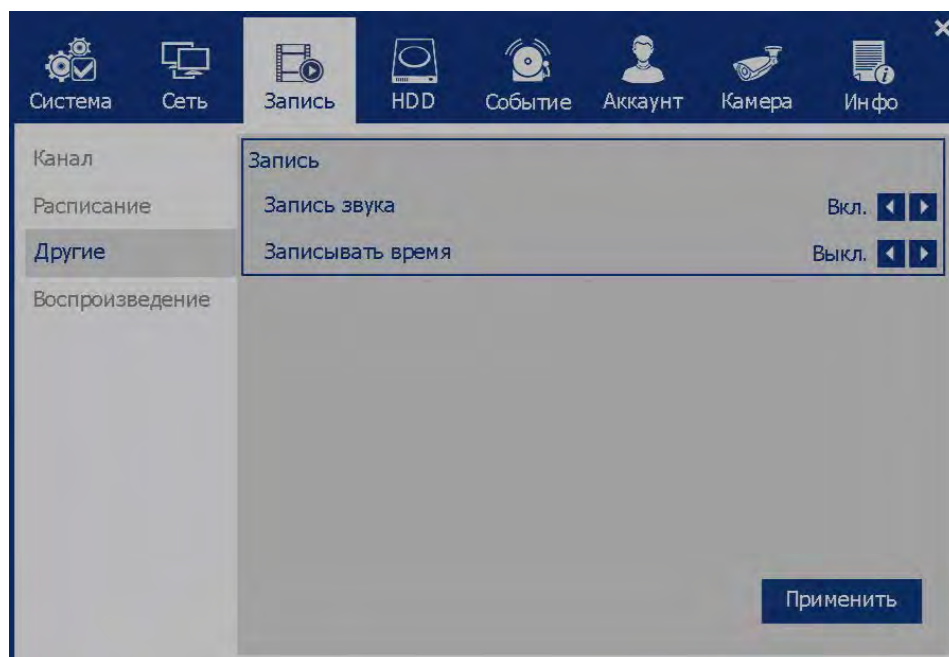 Система Сеть Запись HDD Событие Аккаунт Камера Инфо
Канал
Расписание
Другие
Воспроизведение
Запись
Запись звука Вкл.
Записывать время Выкл.
Применить